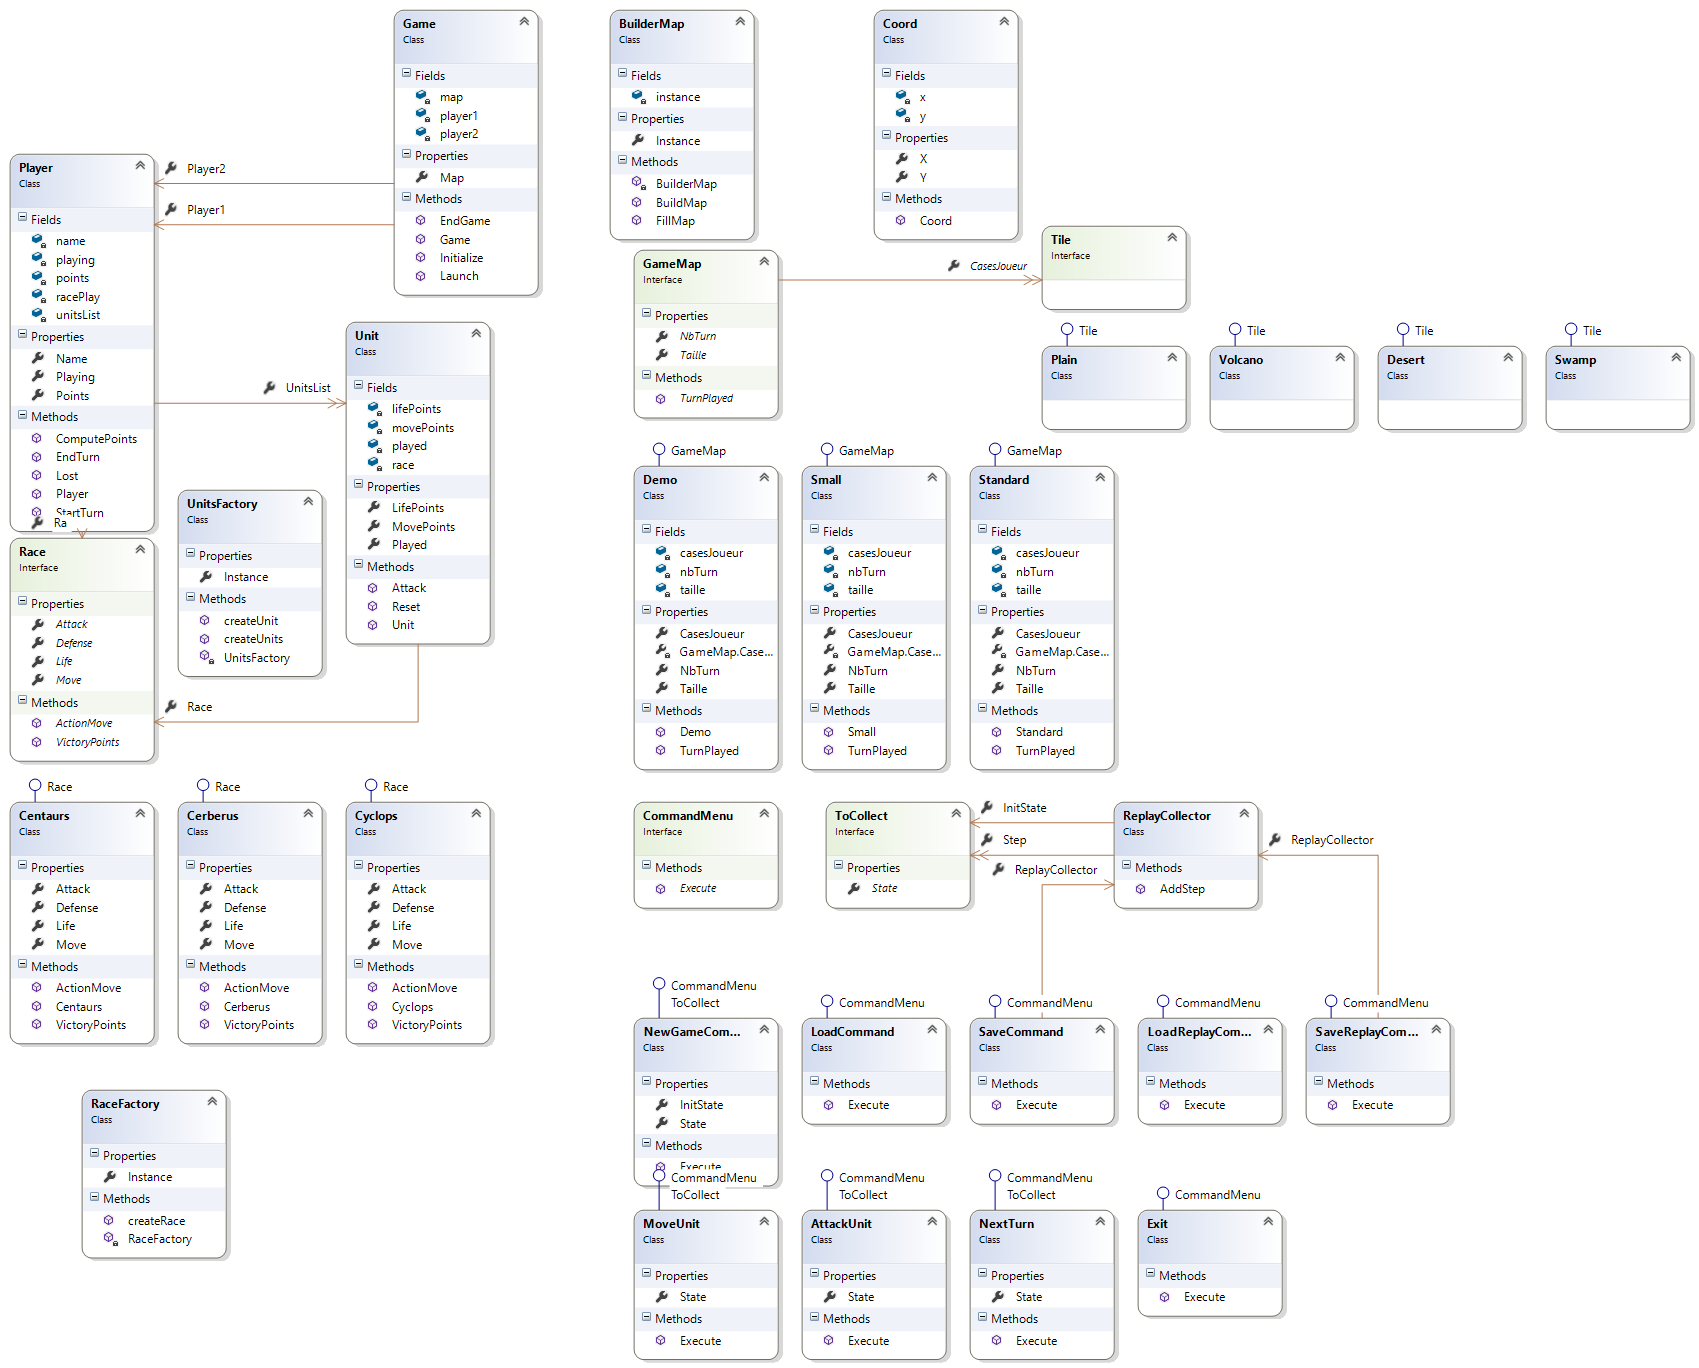 Game
Class
Fields
map
player1
player2
Properties
Map
Methods
EndGame
Game
Initialize
Launch
BuilderMap
Class
Fields
instance
Properties
Instance
Methods
BuilderMap
BuildMap
FillMap
Coord
Class
Fields
x
y
Properties
X
Y
Methods
Coord
Player2
Player1
Player
Class
Fields
name
playing
points
racePlay
unitsList
Properties
Name
Playing
Points
Methods
ComputePoints
EndTurn
Lost
Player
StartTurn
Ra
UnitsList
Unit
Class
Fields
lifePoints
movePoints
played
race
Properties
LifePoints
MovePoints
Played
Methods
Attack
Reset
Unit
UnitsFactory
Class
Properties
Instance
Methods
createUnit
createUnits
UnitsFactory
Race
Interface
Properties
Attack
Defense
Life
Move
Methods
ActionMove
VictoryPoints
Race
GameMap
Interface
Properties
NbTurn
Taille
Methods
TurnPlayed
CasesJoueur
Tile
Interface
Tile
Plain
Class
Tile
Volcano
Class
Tile
Desert
Class
Tile
Swamp
Class
GameMap
Demo
Class
Fields
casesJoueur
nbTurn
taille
Properties
CasesJoueur
GameMap.Case...
NbTurn
Taille
Methods
Demo
TurnPlayed
GameMap
Small
Class
Fields
casesJoueur
nbTurn
taille
Properties
CasesJoueur
GameMap.Case...
NbTurn
Taille
Methods
Small
TurnPlayed
GameMap
Standard
Class
Fields
casesJoueur
nbTurn
taille
Properties
CasesJoueur
GameMap.Case...
NbTurn
Taille
Methods
Standard
TurnPlayed
Race
Centaurs
Class
Properties
Attack
Defense
Life
Move
Methods
ActionMove
Centaurs
VictoryPoints
Race
Cerberus
Class
Properties
Attack
Defense
Life
Move
Methods
ActionMove
Cerberus
VictoryPoints
Race
Cyclops
Class
Properties
Attack
Defense
Life
Move
Methods
ActionMove
Cyclops
VictoryPoints
CommandMenu
Interface
Methods
Execute
ToCollect
Interface
Properties
State
InitState
Step
ReplayCollector
ReplayCollector
Class
Methods
AddStep
ReplayCollector
CommandMenu
ToCollect
NewGameCom...
Class
Properties
InitState
State
Methods
Execute
CommandMenu
LoadCommand
Class
Methods
Execute
CommandMenu
SaveCommand
Class
Methods
Execute
CommandMenu
LoadReplayCom...
Class
Methods
Execute
CommandMenu
SaveReplayCom...
Class
Methods
Execute
RaceFactory
Class
Properties
Instance
Methods
createRace
RaceFactory
CommandMenu
ToCollect
MoveUnit
Class
Properties
State
Methods
Execute
CommandMenu
ToCollect
AttackUnit
Class
Properties
State
Methods
Execute
CommandMenu
ToCollect
NextTurn
Class
Properties
State
Methods
Execute
CommandMenu
Exit
Class
Methods
Execute